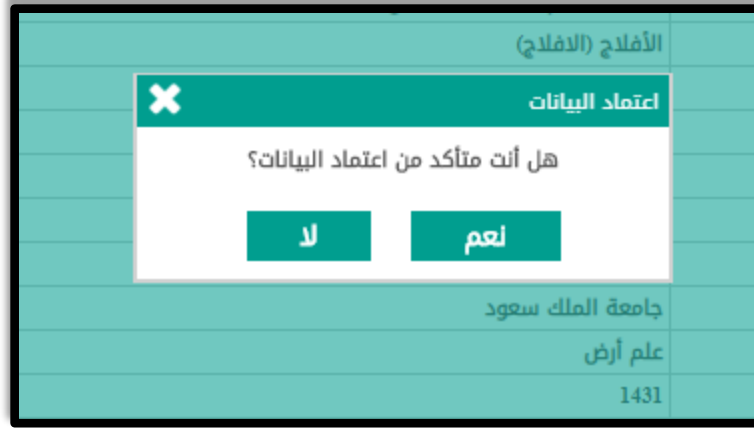 الأفلاج (الافلاج)
اعتماد البيانات
هل أنت متأكد من اعتماد البيانات؟
نعم
لا
جامعة الملك سعود
علم أرض
1431